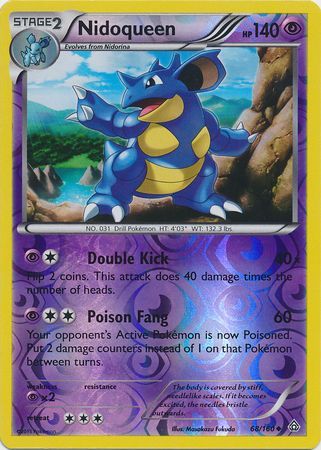 STAGE2
Nidoqueen
HP140
Evolves from Nidorina
NO. 031 Drill Pokémon HT: 4'03" WT: 132.3 lbs.
Double Kick 40×
Flip 2 coins. This attack does 40 damage times the
number of heads.
Poison Fang 60
Your opponent's Active Pokémon is now Poisoned.
Put 2 damage counters instead of 1 on that Pokémon
between turns.
weakness
resistance
×2
retreat
The body is covered by stiff,
needlelike scales. If it becomes
excited, the needles bristle
outwards.
Illus. Masakazu Fukuda
68/160